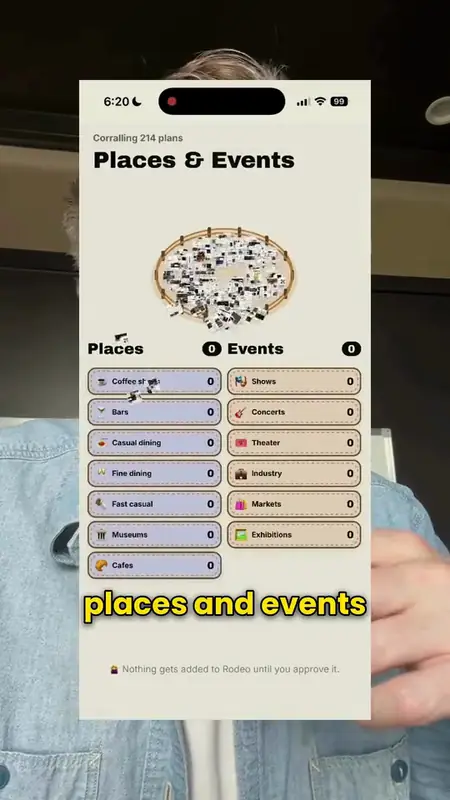 6:20
99
Corralling 214 plans
Places & Events
Places 0 Events 0
0
Shows 0
Bars 0
Concerts 0
Casual dining 0
Theater 0
Fine dining 0
Industry 0
Fast casual 0
Markets 0
Museums 0
Exhibitions 0
Cafes 0
places and events
Nothing gets added to Rodeo until you approve it.